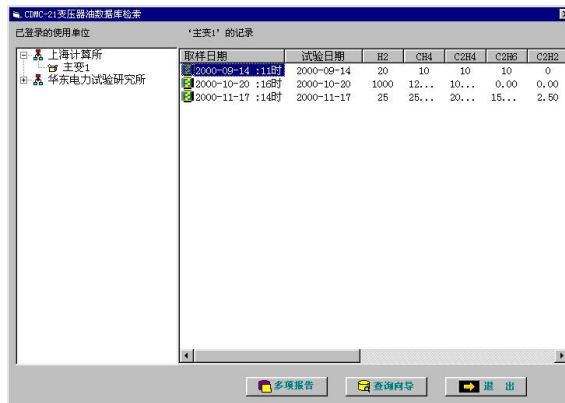 CDMC-21变压器油数据库检索
已登录的使用单位
'主变1' 的记录
上海计算所
主变1
华东电力试验研究所
取样日期 试验日期 H2 CH4 C2H4 C2H6 C2H2
2000-09-14 :11时 2000-09-14 20 10 10 10 0
2000-10-20 :16时 2000-10-20 1000 12... 10... 0.00 0.00
2000-11-17 :14时 2000-11-17 25 25... 20... 15... 2.50
多项报告 查询向导 退 出